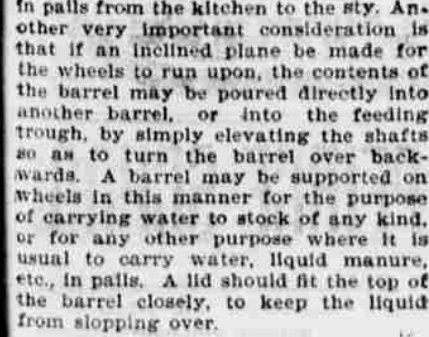 in pails from the kitchen to the sty. An-
other very important consideration is
that if an inclined plane be made for
the wheels to run upon, the contents of
the barrel may be poured directly into
another barrel, or into the feeding
trough, by simply elevating the shafts
so as to turn the barrel over back-
wards. A barrel may be supported on
wheels in this manner for the purpose
of carrying water to stock of any kind,
or for any other purpose where it is
usual to carry water, liquid manure,
etc., in pails. A lid should fit the top of
the barrel closely, to keep the liquid
from slopping over.